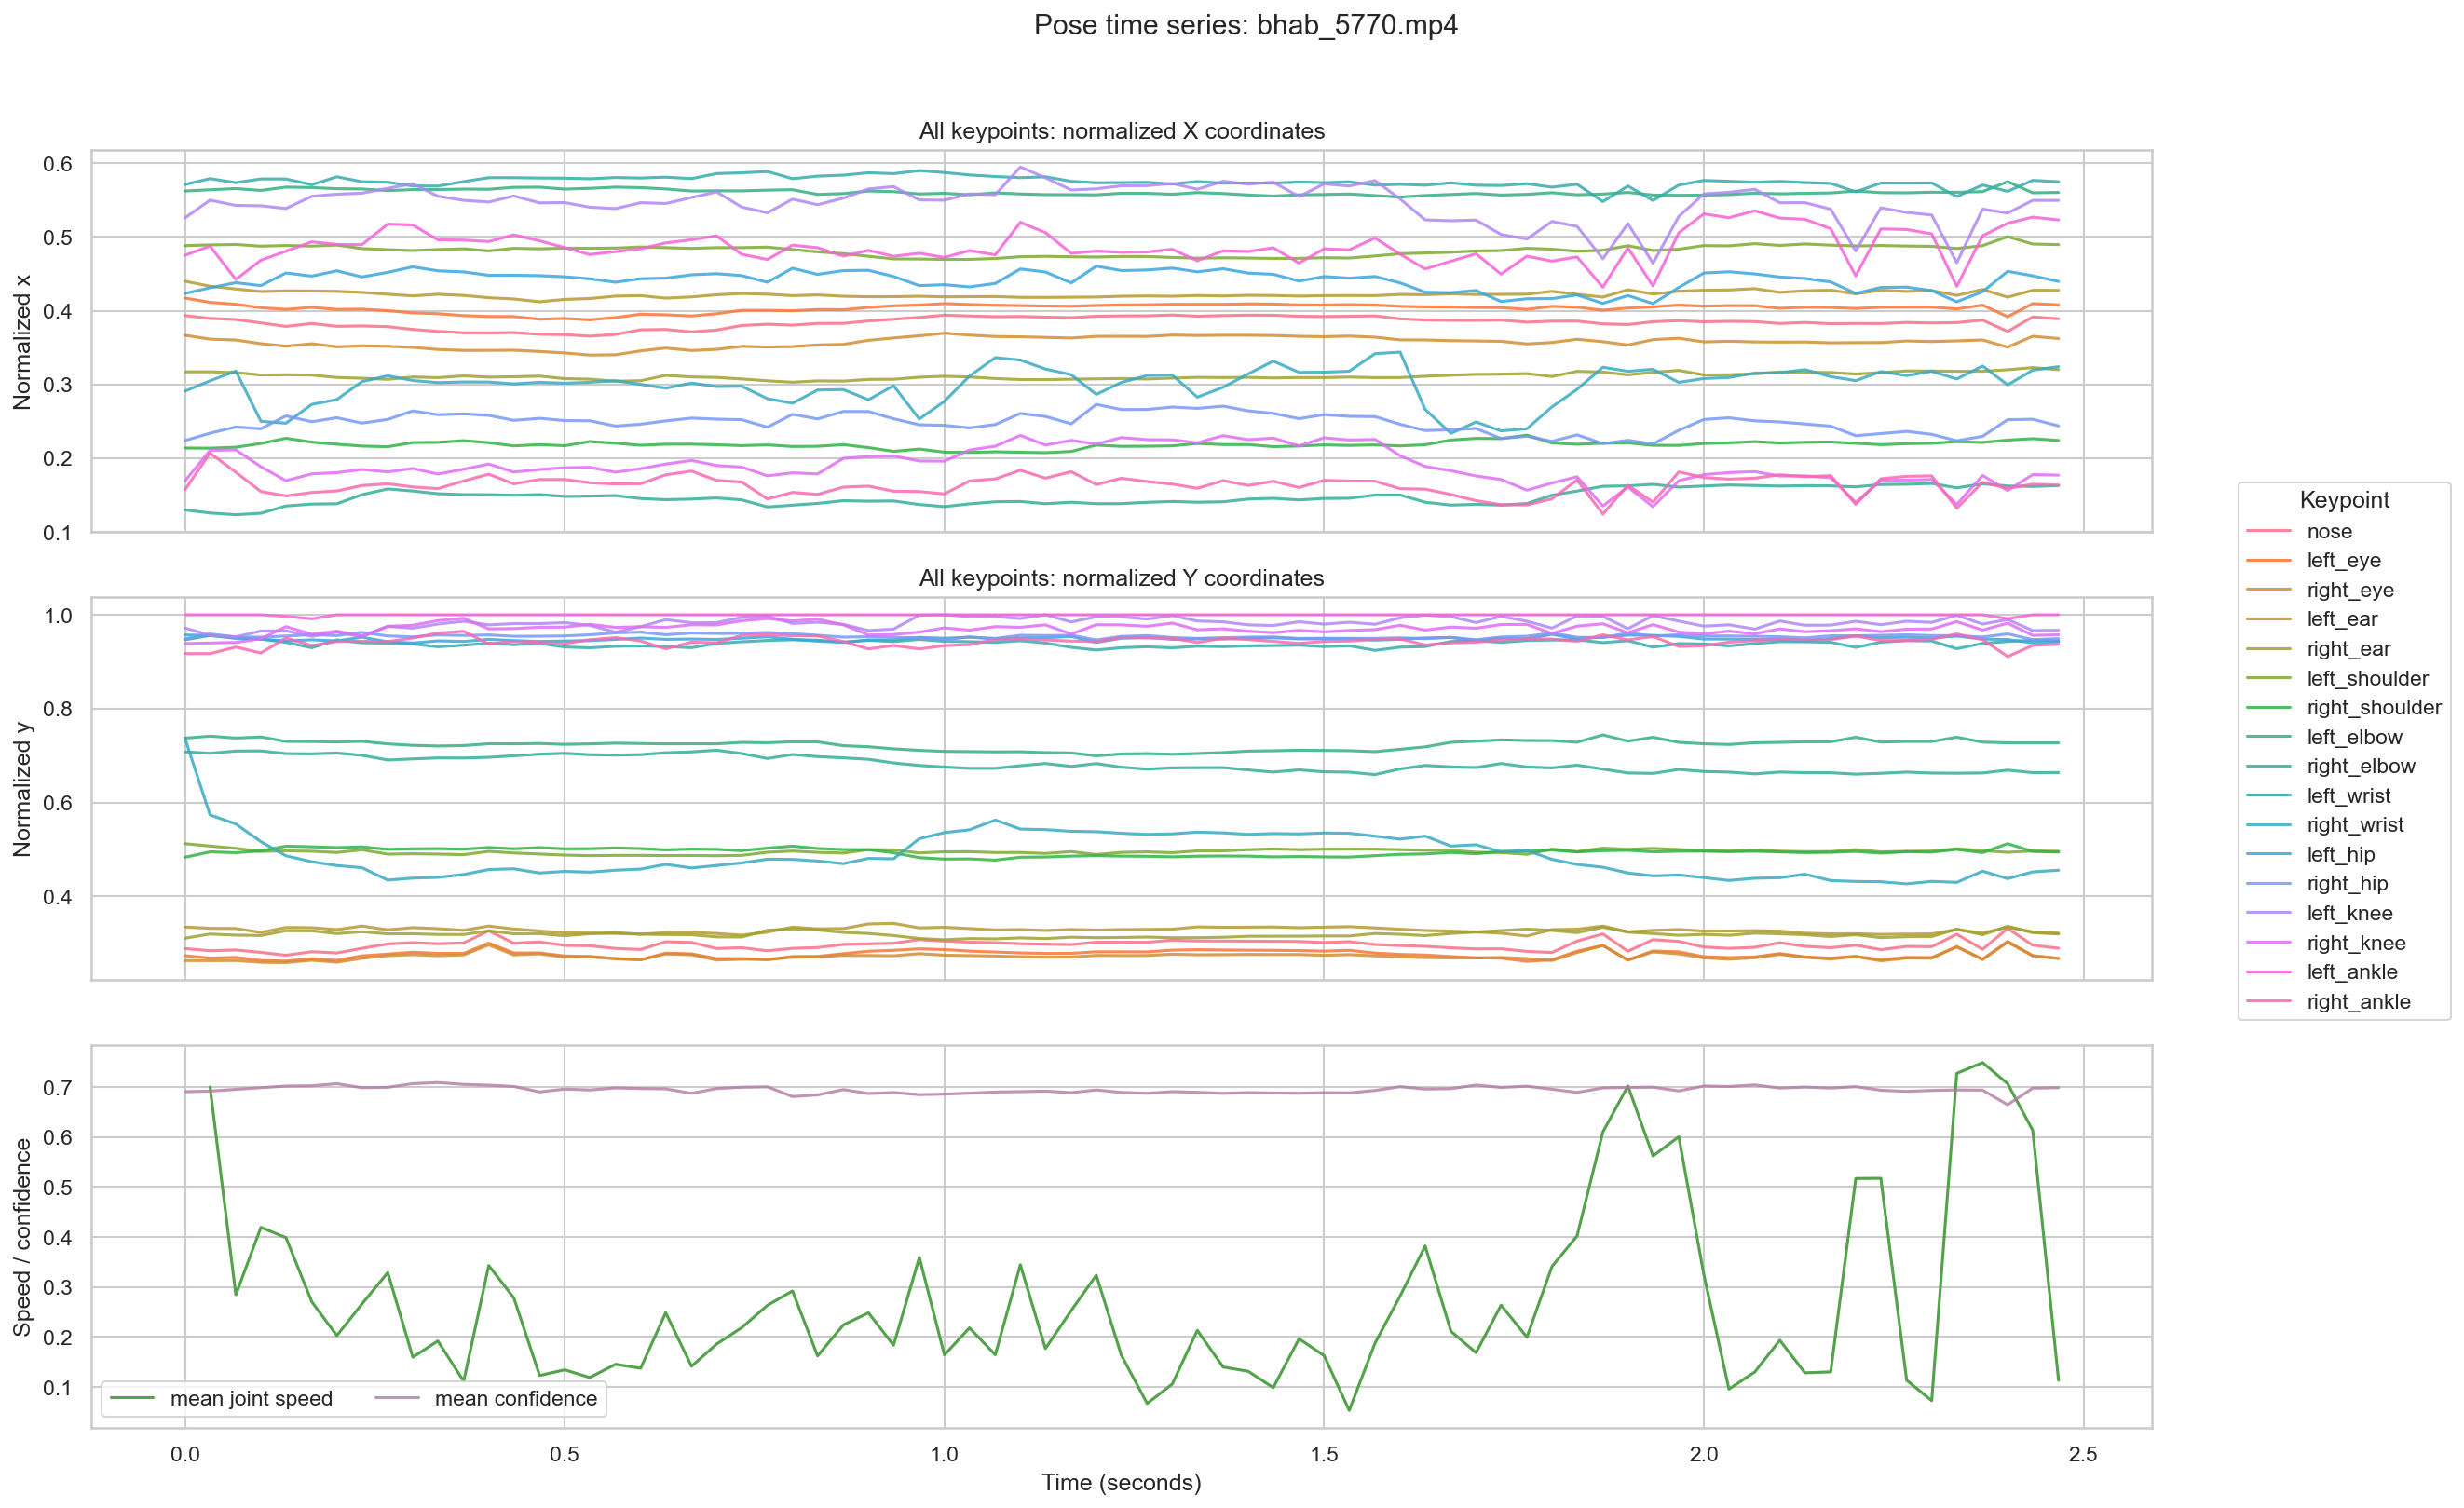 Pose time series: bhab_5770.mp4
All keypoints: normalized X coordinates
Normalized x
0.6
0.5
0.4
0.3
0.2
0.1
All keypoints: normalized Y coordinates
Normalized y
1.0
0.8
0.6
0.4
Keypoint
nose
left_eye
right_eye
left_ear
right_ear
left_shoulder
right_shoulder
left_elbow
right_elbow
left_wrist
right_wrist
left_hip
right_hip
left_knee
right_knee
left_ankle
right_ankle
Speed / confidence
0.7
0.6
0.5
0.4
0.3
0.2
0.1
mean joint speed mean confidence
0.0 0.5 1.0 1.5 2.0 2.5
Time (seconds)